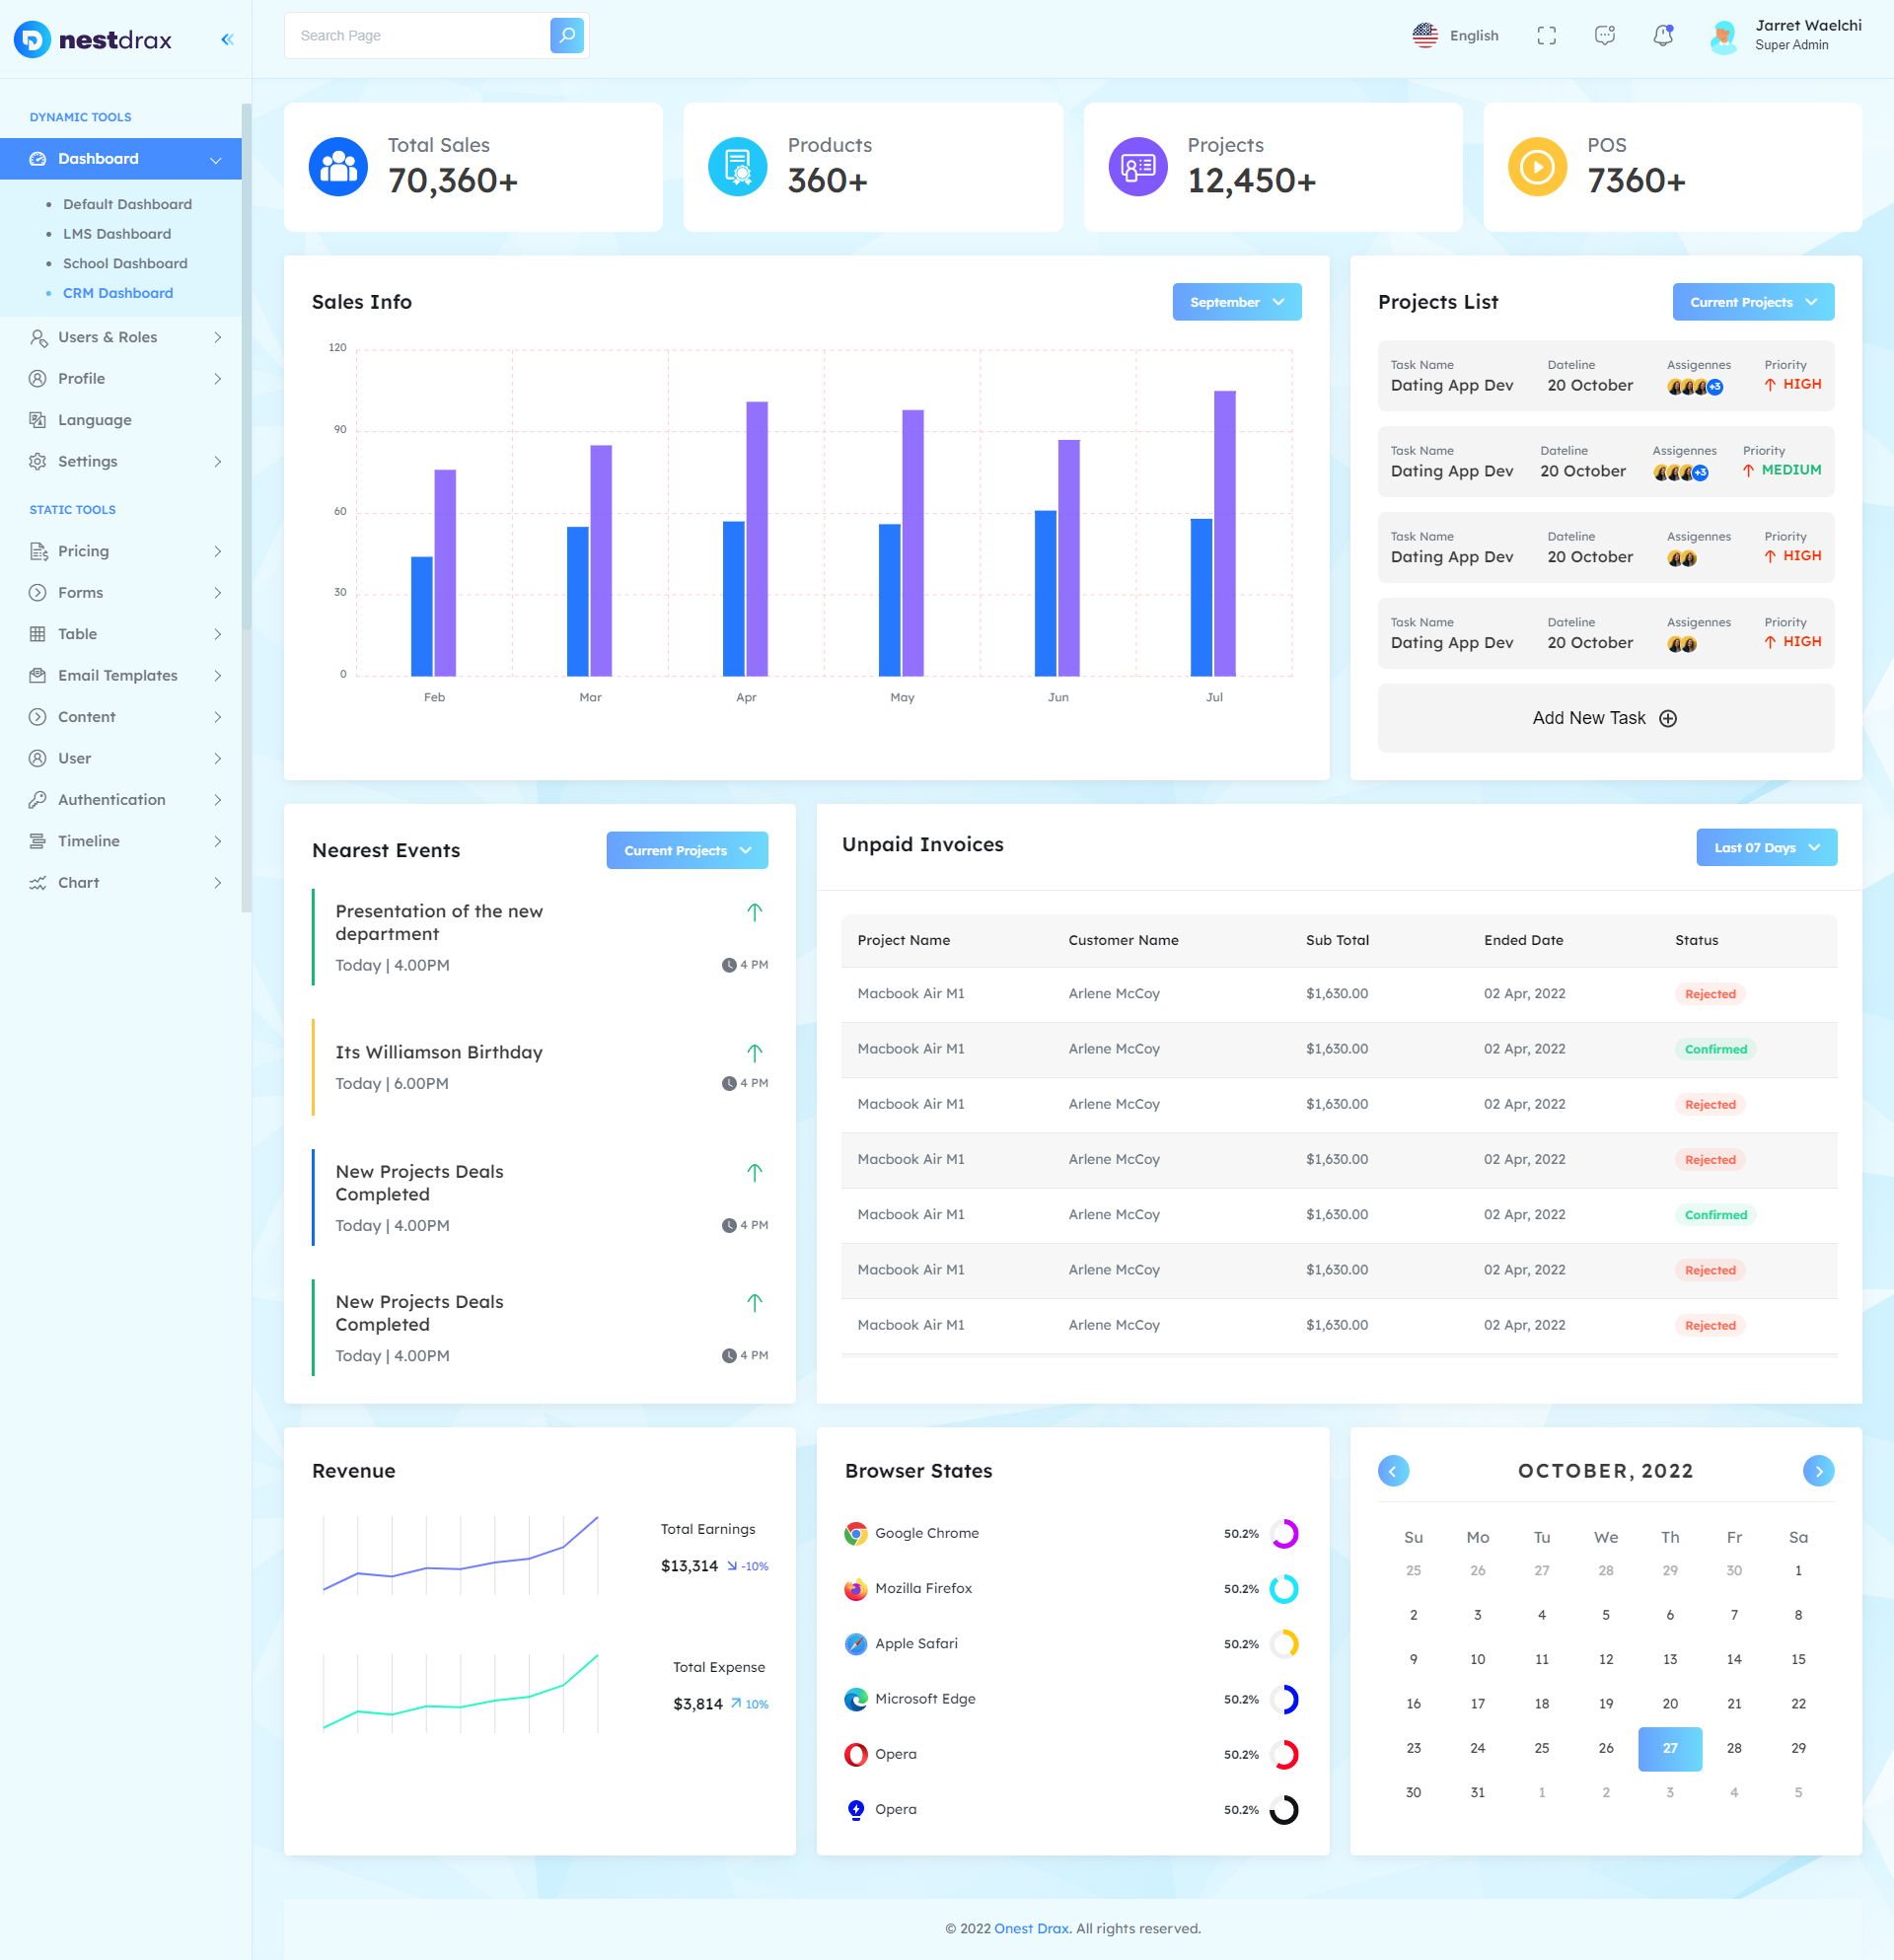 nestdrax
Search Page
English
Jarret Waelchi
Super Admin
DYNAMIC TOOLS
Dashboard
Default Dashboard
LMS Dashboard
School Dashboard
CRM Dashboard
Users & Roles
Profile
Language
Settings
STATIC TOOLS
Pricing
Forms
Table
Email Templates
Content
User
Authentication
Timeline
Chart
Total Sales
70,360+
Products
360+
Projects
12,450+
POS
7360+
Sales Info
September
120
90
60
30
0
Feb Mar Apr May Jun Jul
Projects List
Current Projects
Task Name Dateline Assigennes Priority
Dating App Dev 20 October +3 HIGH
Task Name Dateline Assigennes Priority
Dating App Dev 20 October +3 MEDIUM
Task Name Dateline Assigennes Priority
Dating App Dev 20 October HIGH
Task Name Dateline Assigennes Priority
Dating App Dev 20 October HIGH
Add New Task
Nearest Events
Current Projects
Presentation of the new
department
Today | 4.00PM 4 PM
Its Williamson Birthday
Today | 6.00PM 4 PM
New Projects Deals
Completed
Today | 4.00PM 4 PM
New Projects Deals
Completed
Today | 4.00PM 4 PM
Unpaid Invoices
Last 07 Days
Project Name Customer Name Sub Total Ended Date Status
Macbook Air M1 Arlene McCoy $1,630.00 02 Apr, 2022 Rejected
Macbook Air M1 Arlene McCoy $1,630.00 02 Apr, 2022 Confirmed
Macbook Air M1 Arlene McCoy $1,630.00 02 Apr, 2022 Rejected
Macbook Air M1 Arlene McCoy $1,630.00 02 Apr, 2022 Rejected
Macbook Air M1 Arlene McCoy $1,630.00 02 Apr, 2022 Confirmed
Macbook Air M1 Arlene McCoy $1,630.00 02 Apr, 2022 Rejected
Macbook Air M1 Arlene McCoy $1,630.00 02 Apr, 2022 Rejected
Revenue
Total Earnings
$13,314 -10%
Total Expense
$3,814 10%
Browser States
Google Chrome 50.2%
Mozilla Firefox 50.2%
Apple Safari 50.2%
Microsoft Edge 50.2%
Opera 50.2%
Opera 50.2%
OCTOBER, 2022
Su Mo Tu We Th Fr Sa
25 26 27 28 29 30 1
2 3 4 5 6 7 8
9 10 11 12 13 14 15
16 17 18 19 20 21 22
23 24 25 26 27 28 29
30 31 1 2 3 4 5
© 2022 Onest Drax. All rights reserved.